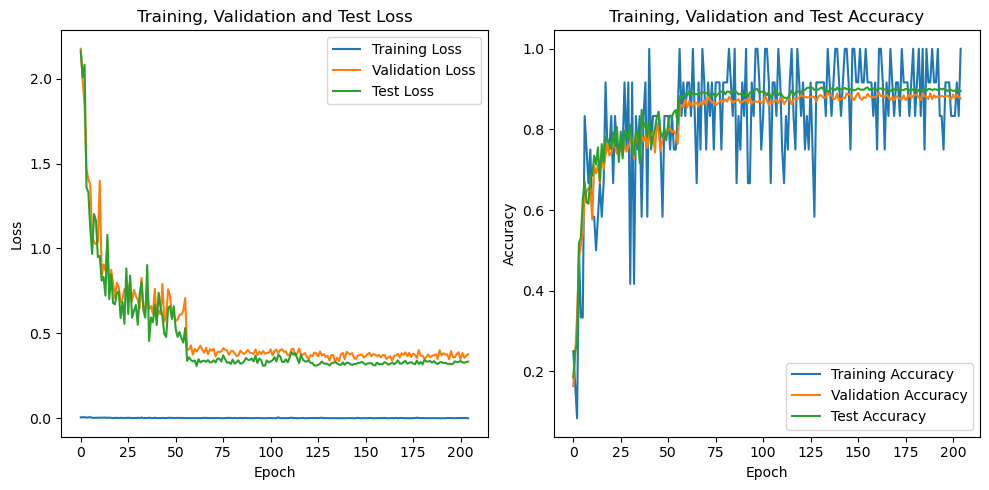 Training, Validation and Test Loss
Training Loss
Validation Loss
Test Loss
2.0
1.5
1.0
0.5
0.0
Loss
0 25 50 75 100 125 150 175 200
Epoch
Training, Validation and Test Accuracy
1.0
0.8
0.6
0.4
0.2
Accuracy
Training Accuracy
Validation Accuracy
Test Accuracy
0 25 50 75 100 125 150 175 200
Epoch